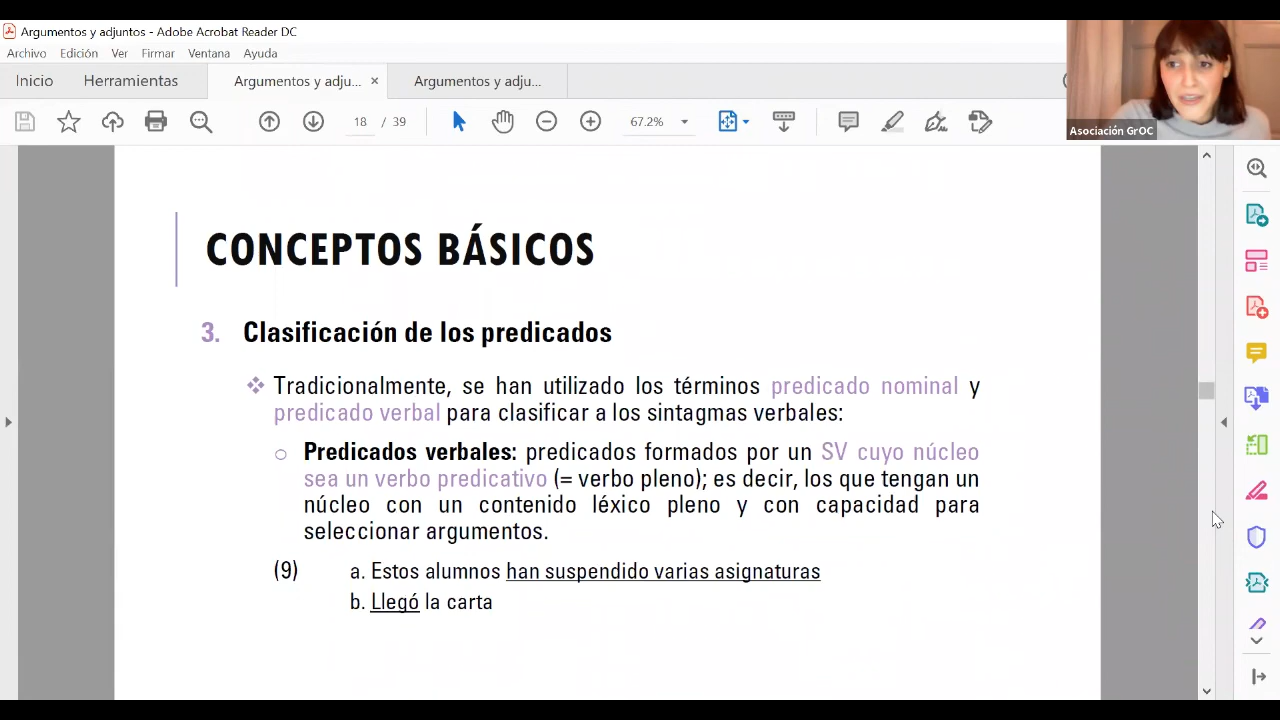 Argumentos y adjuntos - Adobe Acrobat Reader DC
Archivo Edición Ver Firmar Ventana Ayuda
Inicio Herramientas Argumentos y adju... × Argumentos y adju...
18 / 39 67.2%
Asociación GrOC
CONCEPTOS BÁSICOS
3. Clasificación de los predicados
❖ Tradicionalmente, se han utilizado los términos predicado nominal y
predicado verbal para clasificar a los sintagmas verbales:
○ Predicados verbales: predicados formados por un SV cuyo núcleo
sea un verbo predicativo (= verbo pleno); es decir, los que tengan un
núcleo con un contenido léxico pleno y con capacidad para
seleccionar argumentos.
(9) a. Estos alumnos han suspendido varias asignaturas
b. Llegó la carta